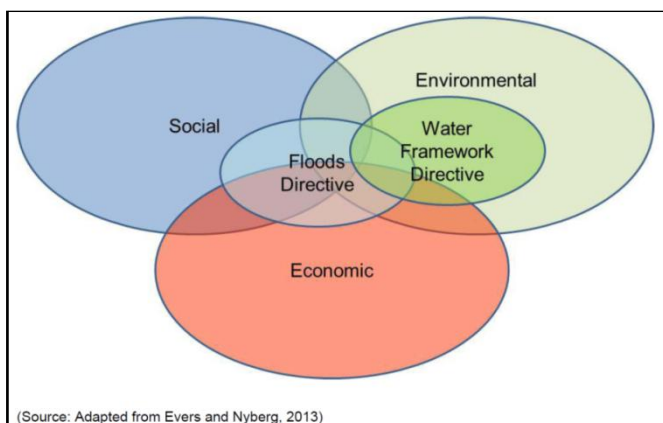 Social
Environmental
Floods
Directive
Water
Framework
Directive
Economic
(Source: Adapted from Evers and Nyberg, 2013)